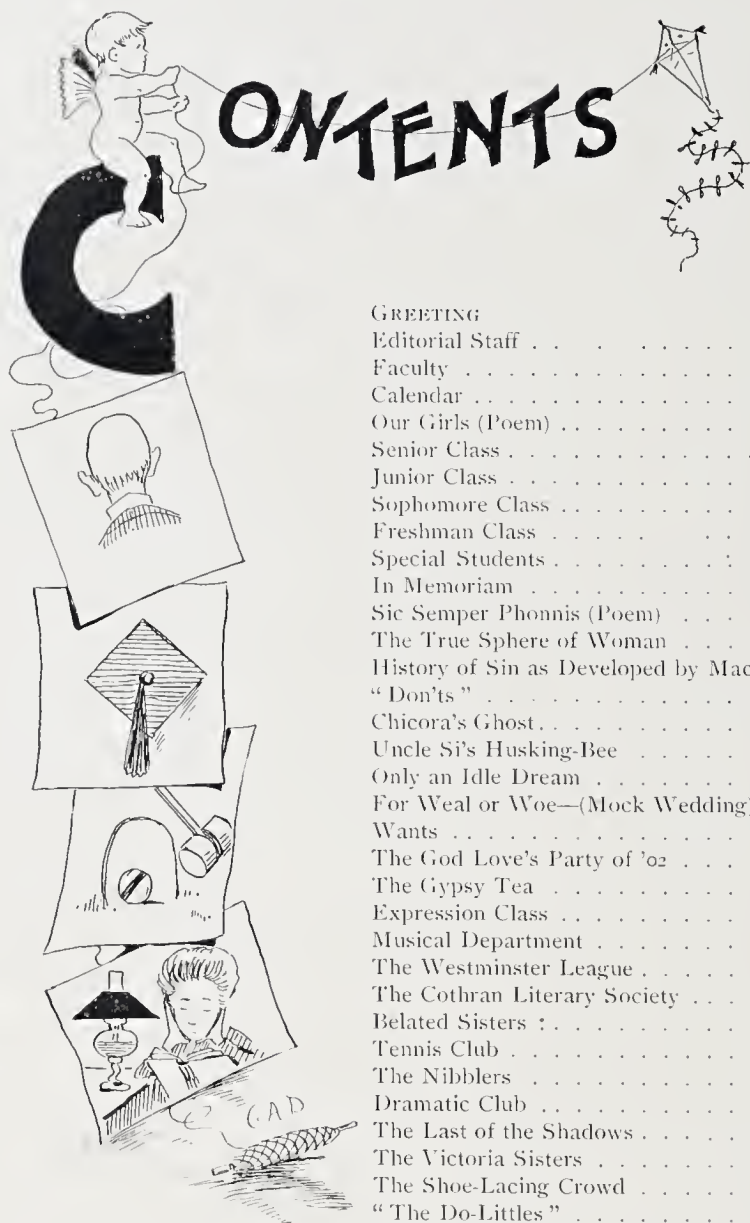 CONTENTS
GREETING
Editorial Staff . . . . . . . .
Faculty . . . . . . . . . . . .
Calendar . . . . . . . . . . . .
Our Girls (Poem) . . . . . . . .
Senior Class . . . . . . . . . .
Junior Class . . . . . . . . . .
Sophomore Class . . . . . . . .
Freshman Class . . . . . . .
Special Students . . . . . . . .
In Memoriam . . . . . . . . .
Sic Semper Phonnis (Poem) . . .
The True Sphere of Woman . . .
History of Sin as Developed by Mac
"Don'ts" . . . . . . . . . . .
Chicora's Ghost . . . . . . . .
Uncle Si's Husking-Bee . . . . .
Only an Idle Dream . . . . . .
For Weal or Woe—(Mock Wedding)
Wants . . . . . . . . . . . . .
The God Love's Party of '02 . . .
The Gypsy Tea . . . . . . . .
Expression Class . . . . . . . .
Musical Department . . . . . .
The Westminster League . . . . .
The Cothran Literary Society . . .
Belated Sisters : . . . . . . . .
Tennis Club . . . . . . . . . .
The Nibblers . . . . . . . . .
Dramatic Club . . . . . . . . .
The Last of the Shadows . . . . .
The Victoria Sisters . . . . . .
The Shoe-Lacing Crowd . . . . .
"The Do-Littles" . . . . . . .
GAD